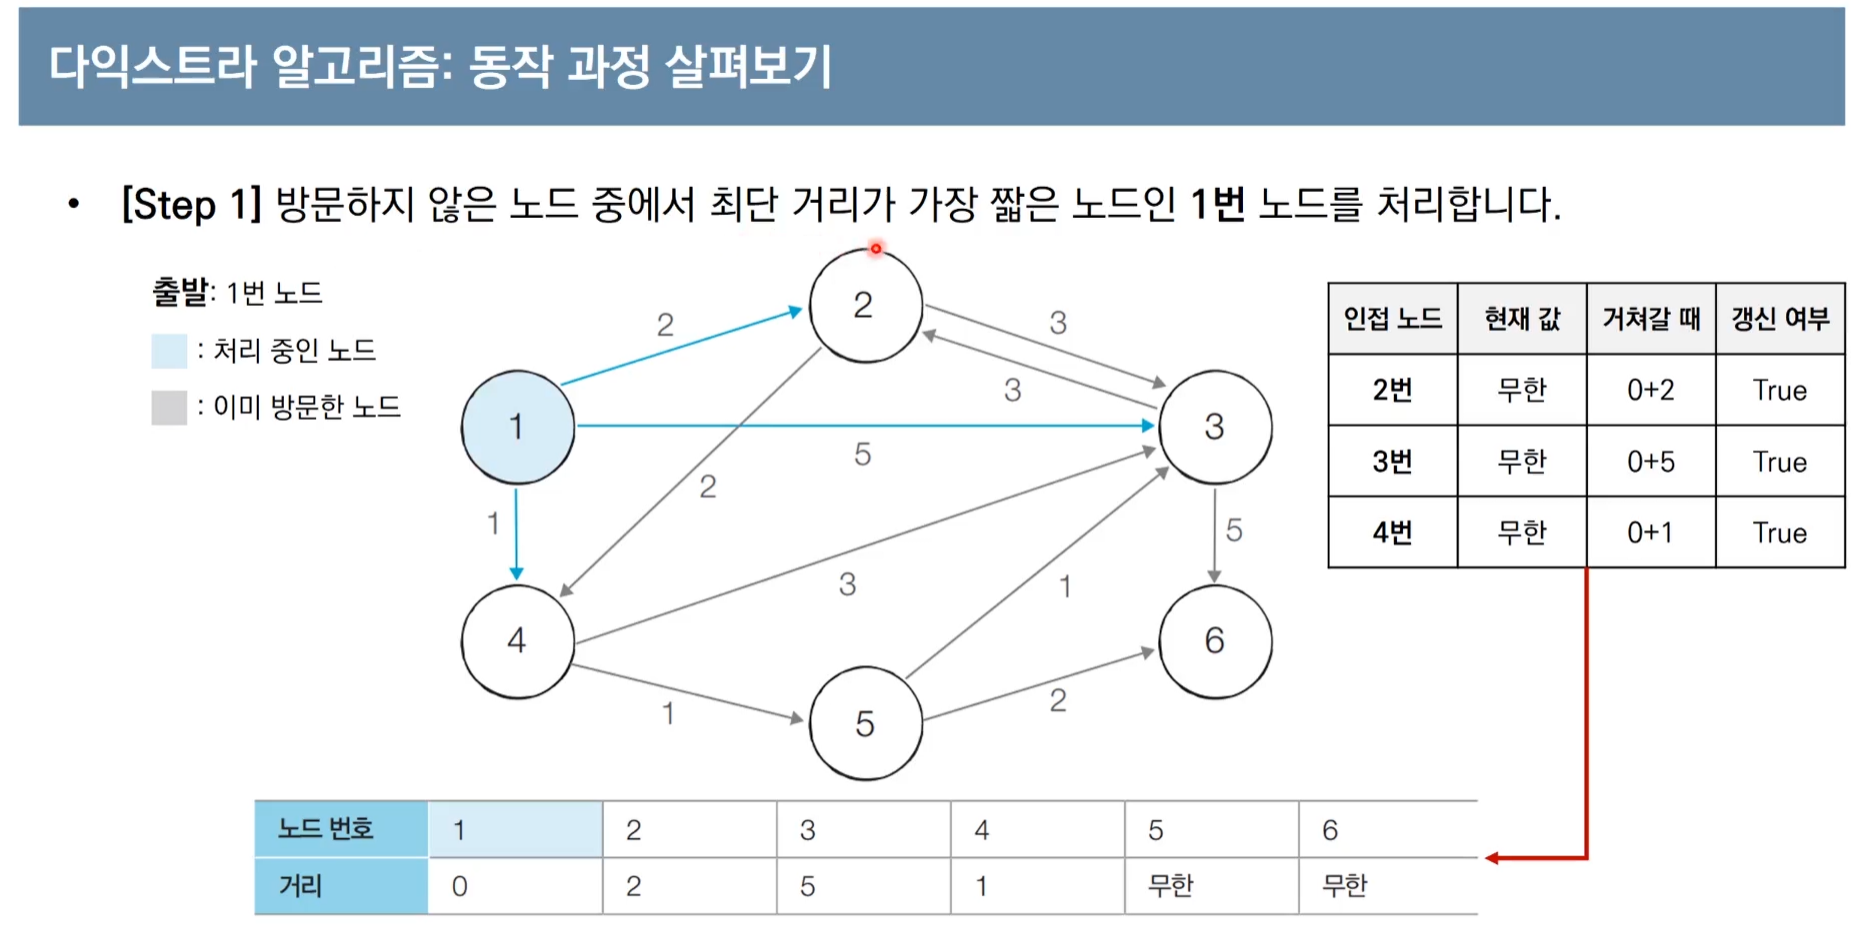 다익스트라 알고리즘: 동작 과정 살펴보기
• [Step 1] 방문하지 않은 노드 중에서 최단 거리가 가장 짧은 노드인 1번 노드를 처리합니다.
출발: 1번 노드
: 처리 중인 노드
: 이미 방문한 노드
2
2
3
3
1
5
3
2
1
5
3
1
4
6
1
2
5
인접 노드 현재 값 거쳐갈 때 갱신 여부
2번 무한 0+2 True
3번 무한 0+5 True
4번 무한 0+1 True
노드 번호 1 2 3 4 5 6
거리 0 2 5 1 무한 무한